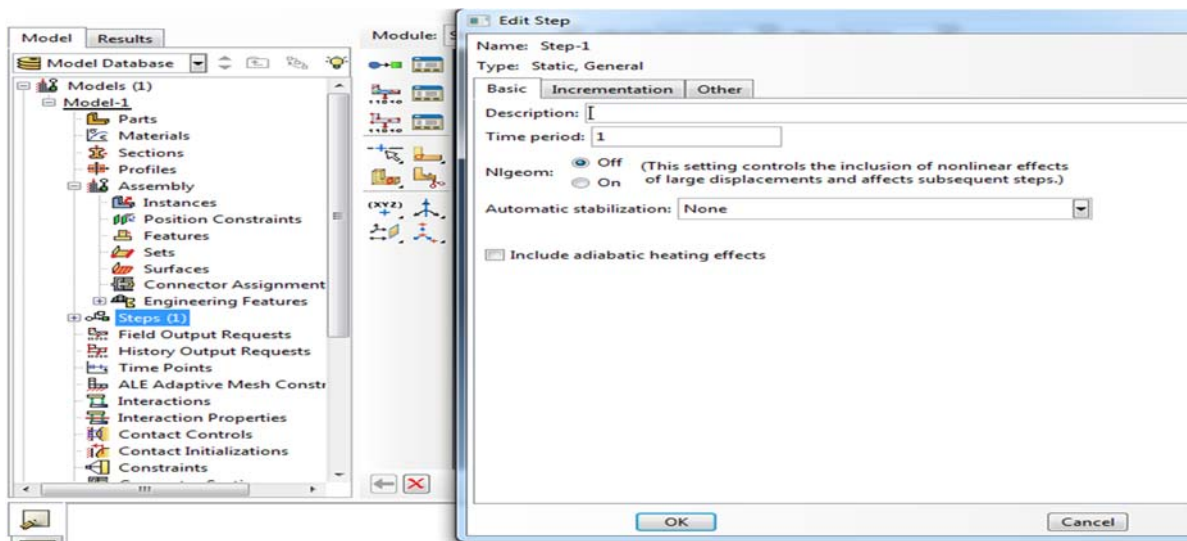 Model Results
Model Database
Models (1)
Model-1
Parts
Materials
Sections
Profiles
Assembly
Instances
Position Constraints
Features
Sets
Surfaces
Connector Assignment
Engineering Features
Steps (1)
Field Output Requests
History Output Requests
Time Points
ALE Adaptive Mesh Constr
Interactions
Interaction Properties
Contact Controls
Contact Initializations
Constraints
Module:
(XYZ)
Edit Step
Name: Step-1
Type: Static, General
Basic Incrementation Other
Description:
Time period: 1
Nlgeom: Off (This setting controls the inclusion of nonlinear effects
On of large displacements and affects subsequent steps.)
Automatic stabilization: None
Include adiabatic heating effects
OK Cancel